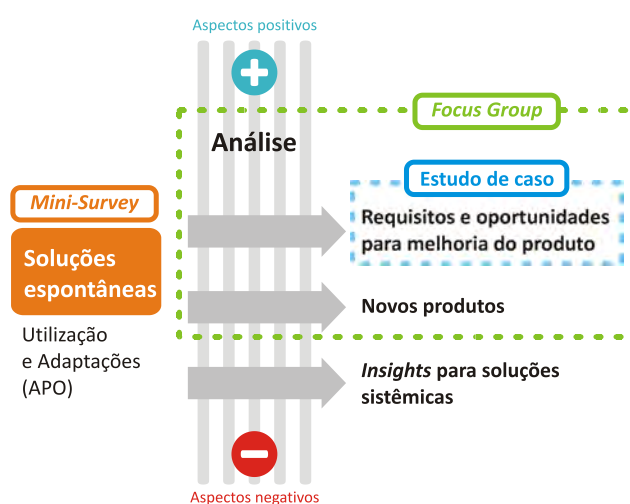 Aspectos positivos
Focus Group
Análise
Estudo de caso
Mini-Survey
Requisitos e oportunidades
para melhoria do produto
Soluções
espontâneas
Novos produtos
Utilização
e Adaptações
(APO)
Insights para soluções
sistêmicas
Aspectos negativos